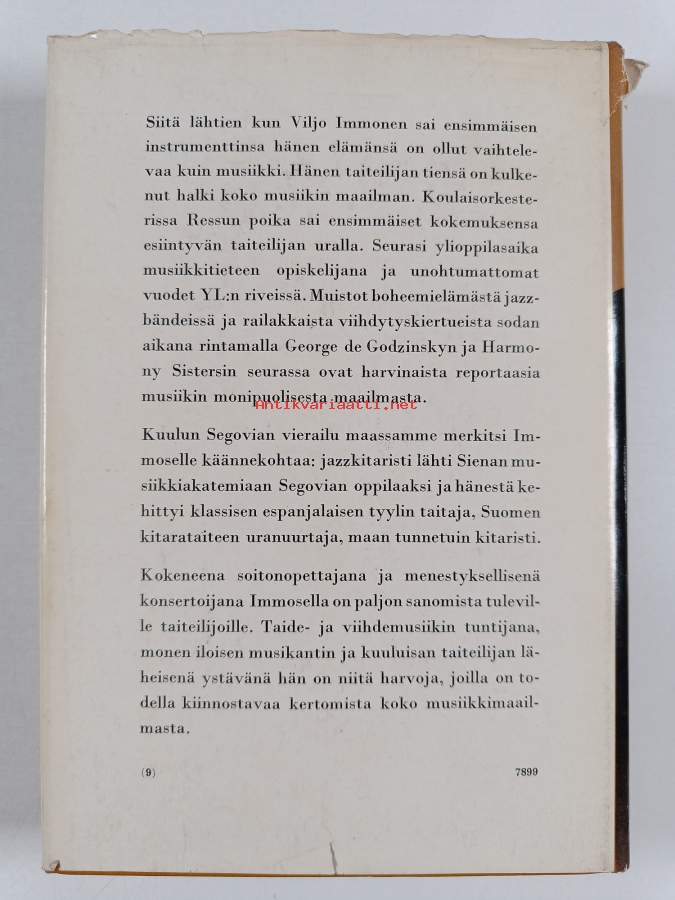 Siitä lähtien kun Viljo Immonen sai ensimmäisen
instrumenttinsa hänen elämänsä on ollut vaihtele-
vaa kuin musiikki. Hänen taiteilijan tiensä on kulke-
nut halki koko musiikin maailman. Koulaisorkeste-
rissa Ressun poika sai ensimmäiset kokemuksensa
esiintyvän taiteilijan uralla. Seurasi ylioppilasaika
musiikkitieteen opiskelijana ja unohtumattomat
vuodet YL:n riveissä. Muistot boheemielämästä jazz-
bändeissä ja railakkaista viihdytyskiertueista sodan
aikana rintamalla George de Godzinskyn ja Harmo-
ny Sistersin seurassa ovat harvinaista reportaasia
musiikin monipuolisesta maailmasta.
Antikvariaatti.net
Kuulun Segovian vierailu maassamme merkitsi Im-
moselle käännekohtaa: jazzkitaristi lähti Sienan mu-
siikkiakatemiaan Segovian oppilaaksi ja hänestä ke-
hittyi klassisen espanjalaisen tyylin taitaja, Suomen
kitarataiteen uranuurtaja, maan tunnetuin kitaristi.
Kokeneena soitonopettajana ja menestyksellisenä
konsertoijana Immosella on paljon sanomista tulevil-
le taiteilijoille. Taide- ja viihdemusiikin tuntijana,
monen iloisen musikantin ja kuuluisan taiteilijan lä-
heisenä ystävänä hän on niitä harvoja, joilla on to-
della kiinnostavaa kertomista koko musiikkimaail-
masta.
(9) 7899